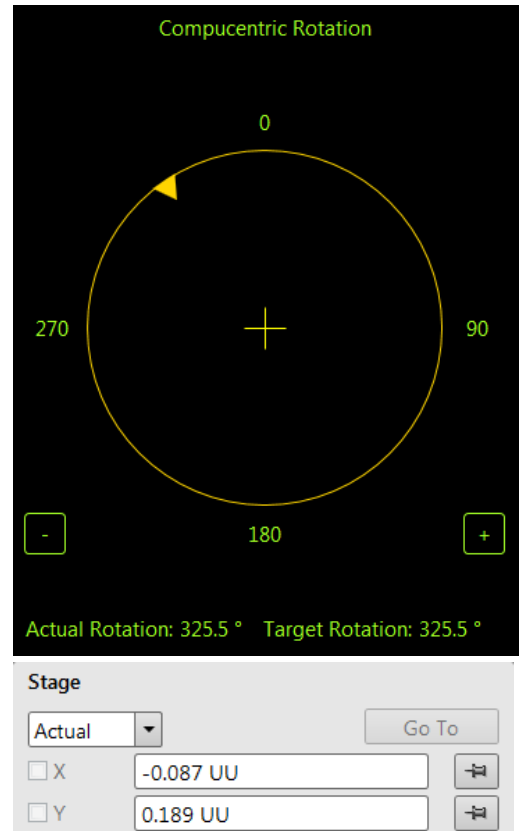 Compucentric Rotation
0
270
90
-
180
+
Actual Rotation: 325.5 ° Target Rotation: 325.5 °
Stage
Actual
Go To
X
-0.087 UU
Y
0.189 UU